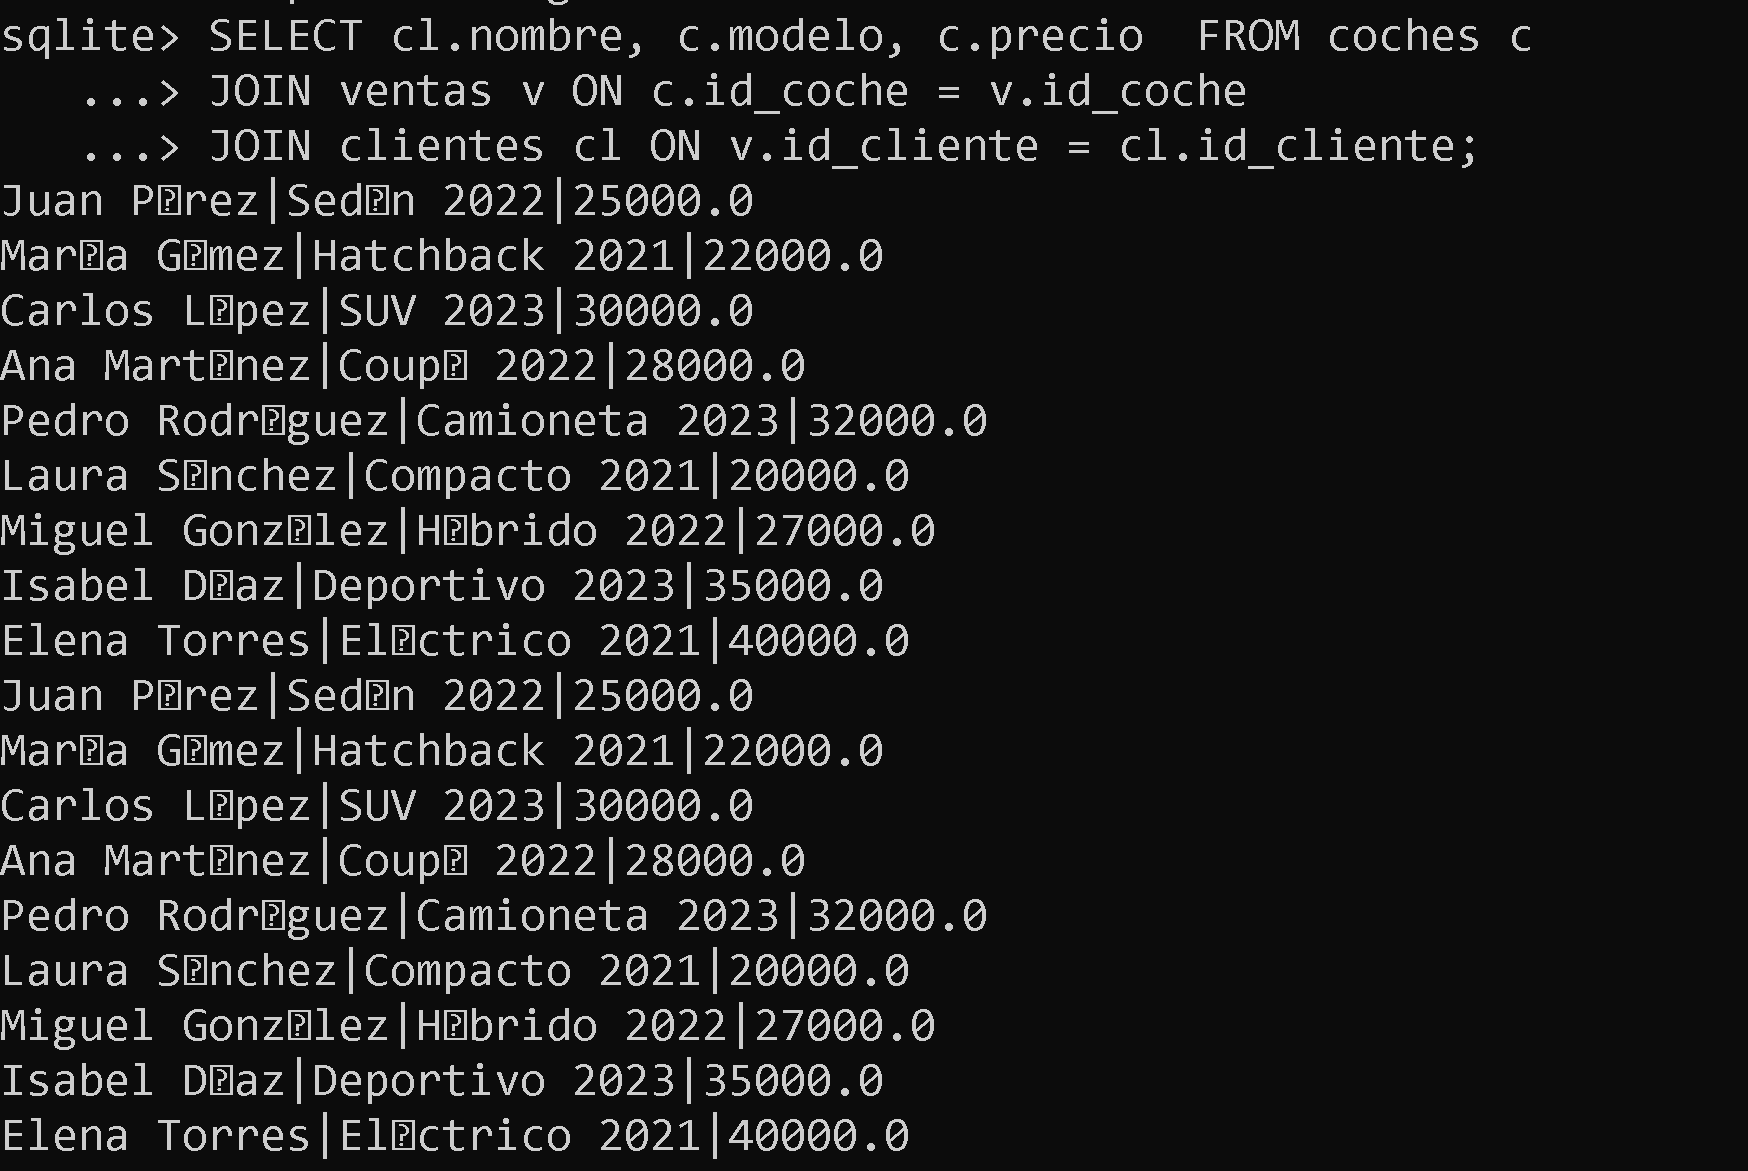 sqlite> SELECT cl.nombre, c.modelo, c.precio  FROM coches c
   ...> JOIN ventas v ON c.id_coche = v.id_coche
   ...> JOIN clientes cl ON v.id_cliente = cl.id_cliente;
Juan P�rez|Sed�n 2022|25000.0
Mar�a G�mez|Hatchback 2021|22000.0
Carlos L�pez|SUV 2023|30000.0
Ana Mart�nez|Coup� 2022|28000.0
Pedro Rodr�guez|Camioneta 2023|32000.0
Laura S�nchez|Compacto 2021|20000.0
Miguel Gonz�lez|H�brido 2022|27000.0
Isabel D�az|Deportivo 2023|35000.0
Elena Torres|El�ctrico 2021|40000.0
Juan P�rez|Sed�n 2022|25000.0
Mar�a G�mez|Hatchback 2021|22000.0
Carlos L�pez|SUV 2023|30000.0
Ana Mart�nez|Coup� 2022|28000.0
Pedro Rodr�guez|Camioneta 2023|32000.0
Laura S�nchez|Compacto 2021|20000.0
Miguel Gonz�lez|H�brido 2022|27000.0
Isabel D�az|Deportivo 2023|35000.0
Elena Torres|El�ctrico 2021|40000.0